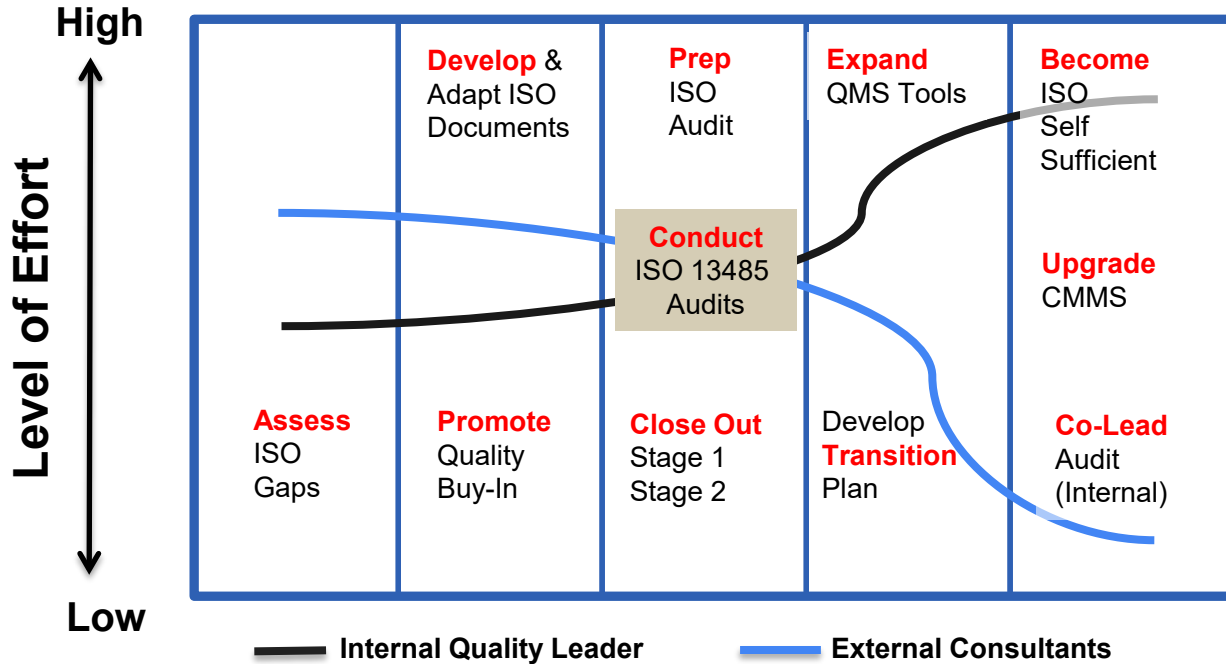 High
Level of Effort
Low
Assess
ISO
Gaps
Develop &
Adapt ISO
Documents
Promote
Quality
Buy-In
Prep
ISO
Audit
Conduct
ISO 13485
Audits
Close Out
Stage 1
Stage 2
Expand
QMS Tools
Develop
Transition
Plan
Become
ISO
Self
Sufficient
Upgrade
CMMS
Co-Lead
Audit
(Internal)
Internal Quality Leader
External Consultants